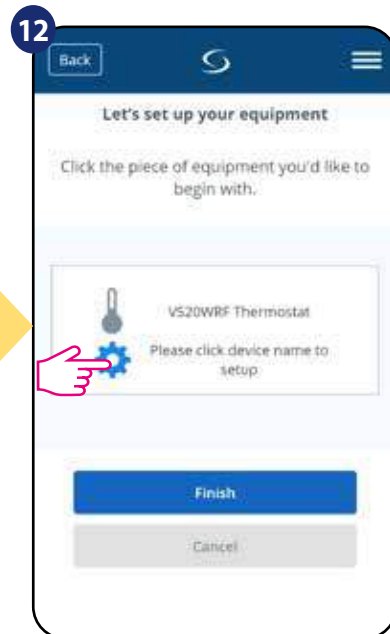 12
Back
Let's set up your equipment
Click the piece of equipment you'd like to
begin with.
VS20WRF Thermostat
Please click device name to
setup
Finish
Cancel